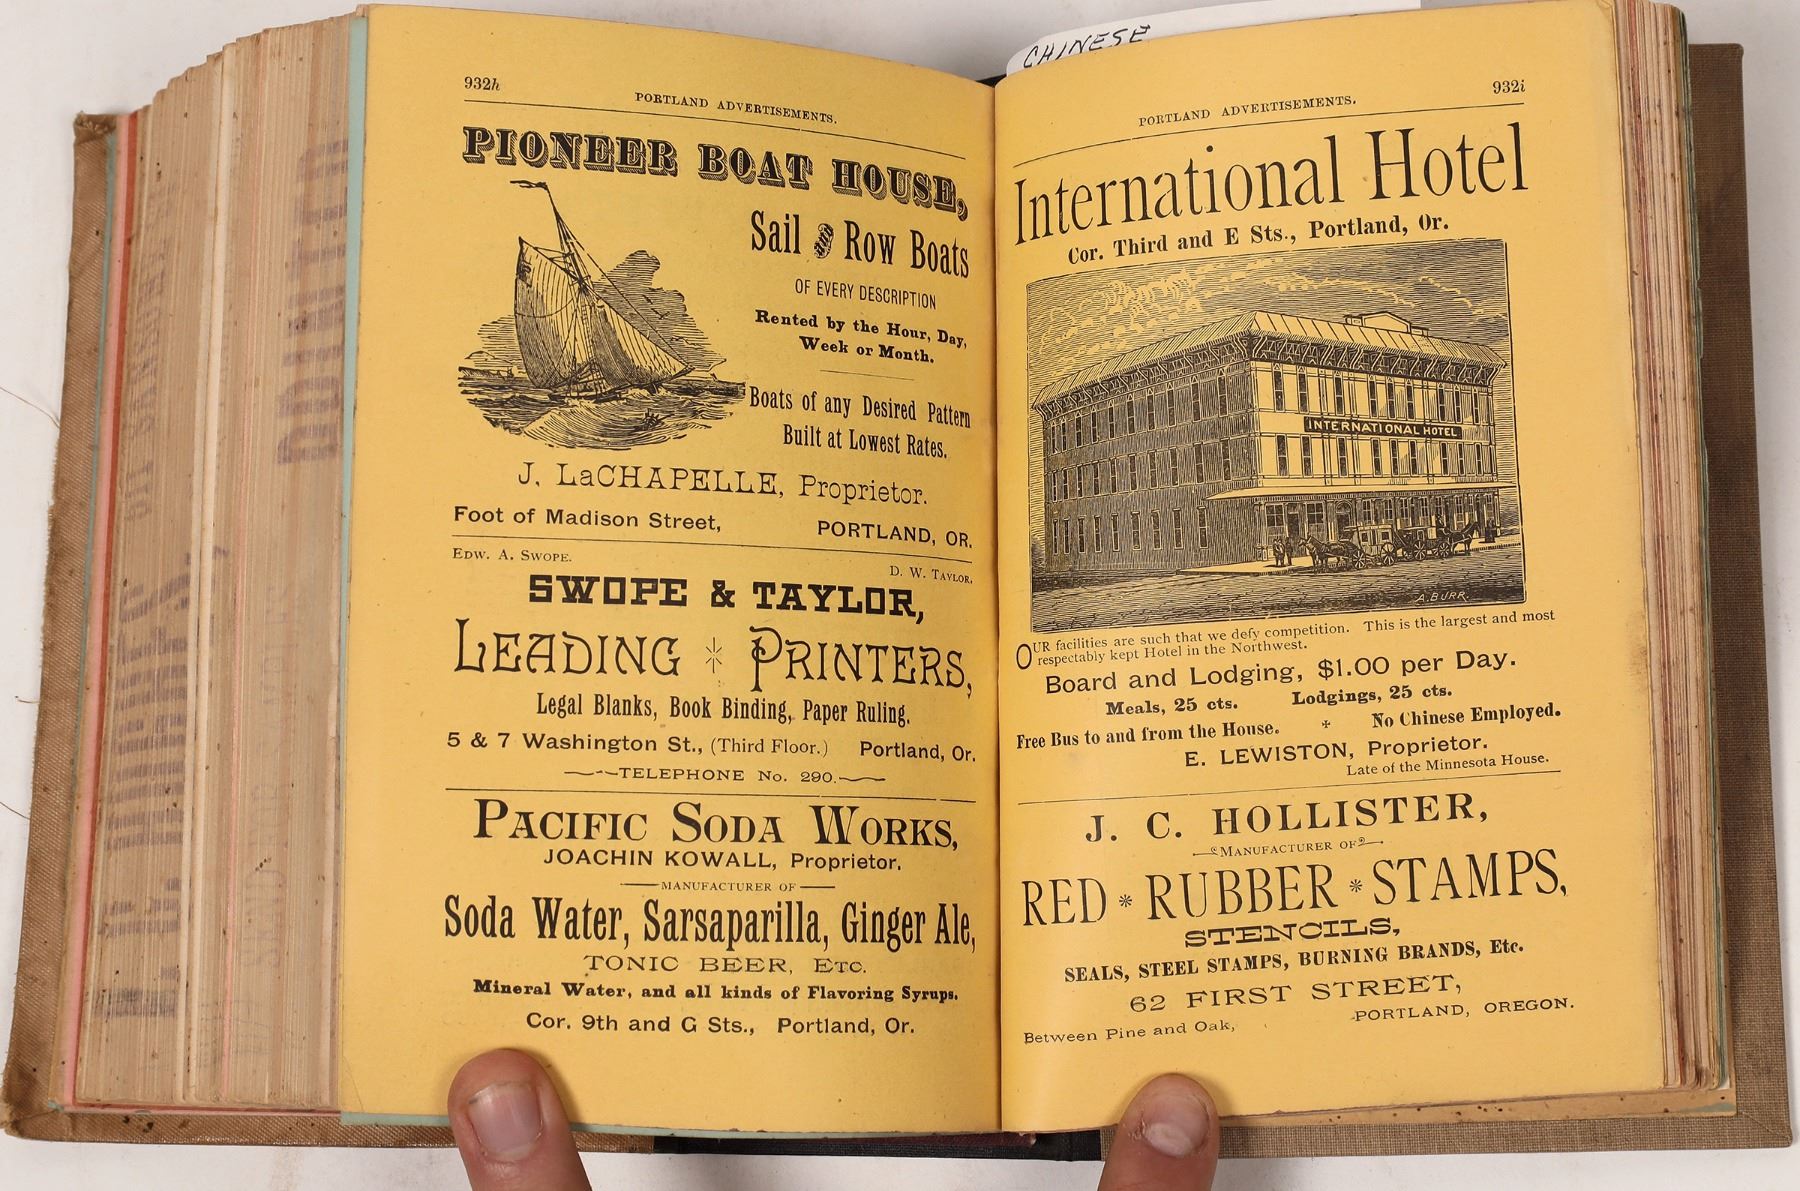 CHINESE
932h
PORTLAND ADVERTISEMENTS.
PIONEER BOAT HOUSE,
Sail and Row Boats
OF EVERY DESCRIPTION
Rented by the Hour, Day,
Week or Month.
Boats of any Desired Pattern
Built at Lowest Rates.
J. LaCHAPELLE, Proprietor.
Foot of Madison Street, PORTLAND, OR.
EDW. A. SWOPE. D. W. TAYLOR.
SWOPE & TAYLOR,
LEADING PRINTERS,
Legal Blanks, Book Binding, Paper Ruling.
5 & 7 Washington St., (Third Floor.) Portland, Or.
TELEPHONE No. 290.
PACIFIC SODA WORKS,
JOACHIN KOWALL, Proprietor.
MANUFACTURER OF
Soda Water, Sarsaparilla, Ginger Ale,
TONIC BEER, ETC.
Mineral Water, and all kinds of Flavoring Syrups.
Cor. 9th and G Sts., Portland, Or.
932i
PORTLAND ADVERTISEMENTS.
International Hotel
Cor. Third and E Sts., Portland, Or.
INTERNATIONAL HOTEL
A. BURR.
OUR facilities are such that we defy competition. This is the largest and most
respectably kept Hotel in the Northwest.
Board and Lodging, $1.00 per Day.
Meals, 25 cts. Lodgings, 25 cts.
Free Bus to and from the House. No Chinese Employed.
E. LEWISTON, Proprietor.
Late of the Minnesota House.
J. C. HOLLISTER,
MANUFACTURER OF
RED * RUBBER * STAMPS,
STENCILS,
SEALS, STEEL STAMPS, BURNING BRANDS, Etc.
62 FIRST STREET,
Between Pine and Oak, PORTLAND, OREGON.